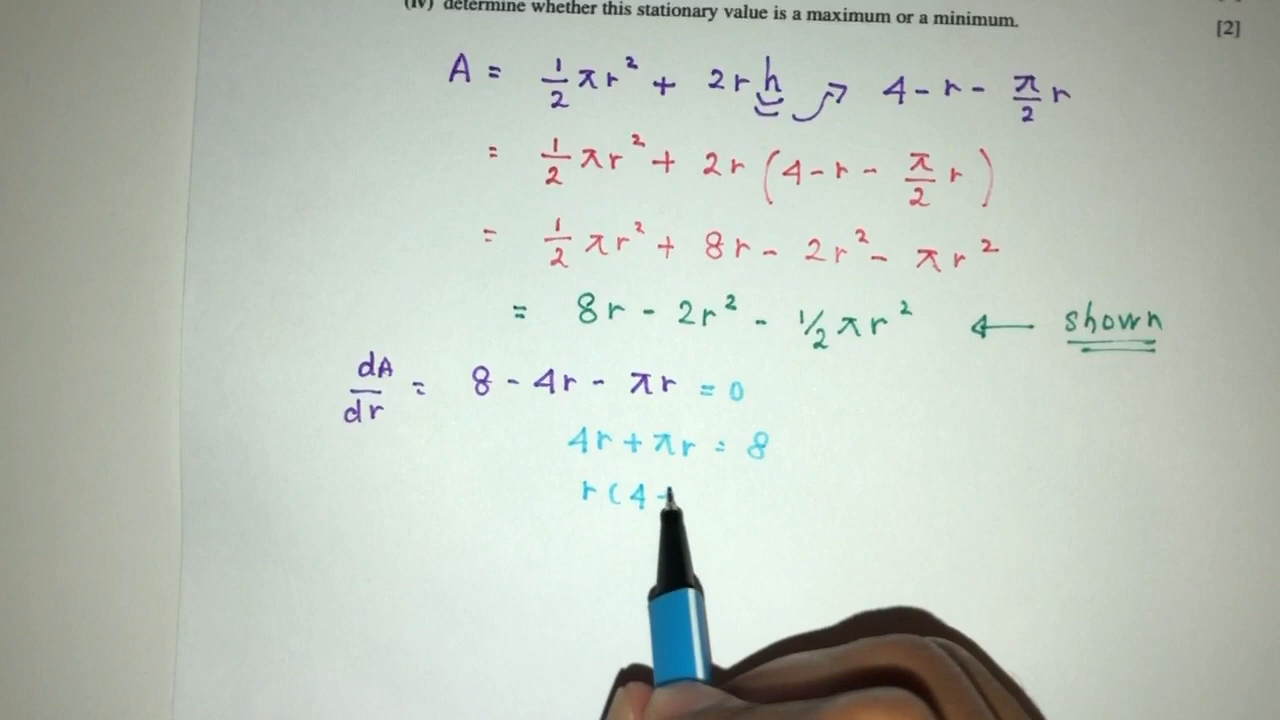 (iv) determine whether this stationary value is a maximum or a minimum.
[2]
A = 1/2 πr² + 2rh → 4 - r - π/2 r
= 1/2 πr² + 2r (4 - r - π/2 r)
= 1/2 πr² + 8r - 2r² - πr²
= 8r - 2r² - 1/2 πr² ← shown
dA/dr = 8 - 4r - πr = 0
4r + πr = 8
r(4